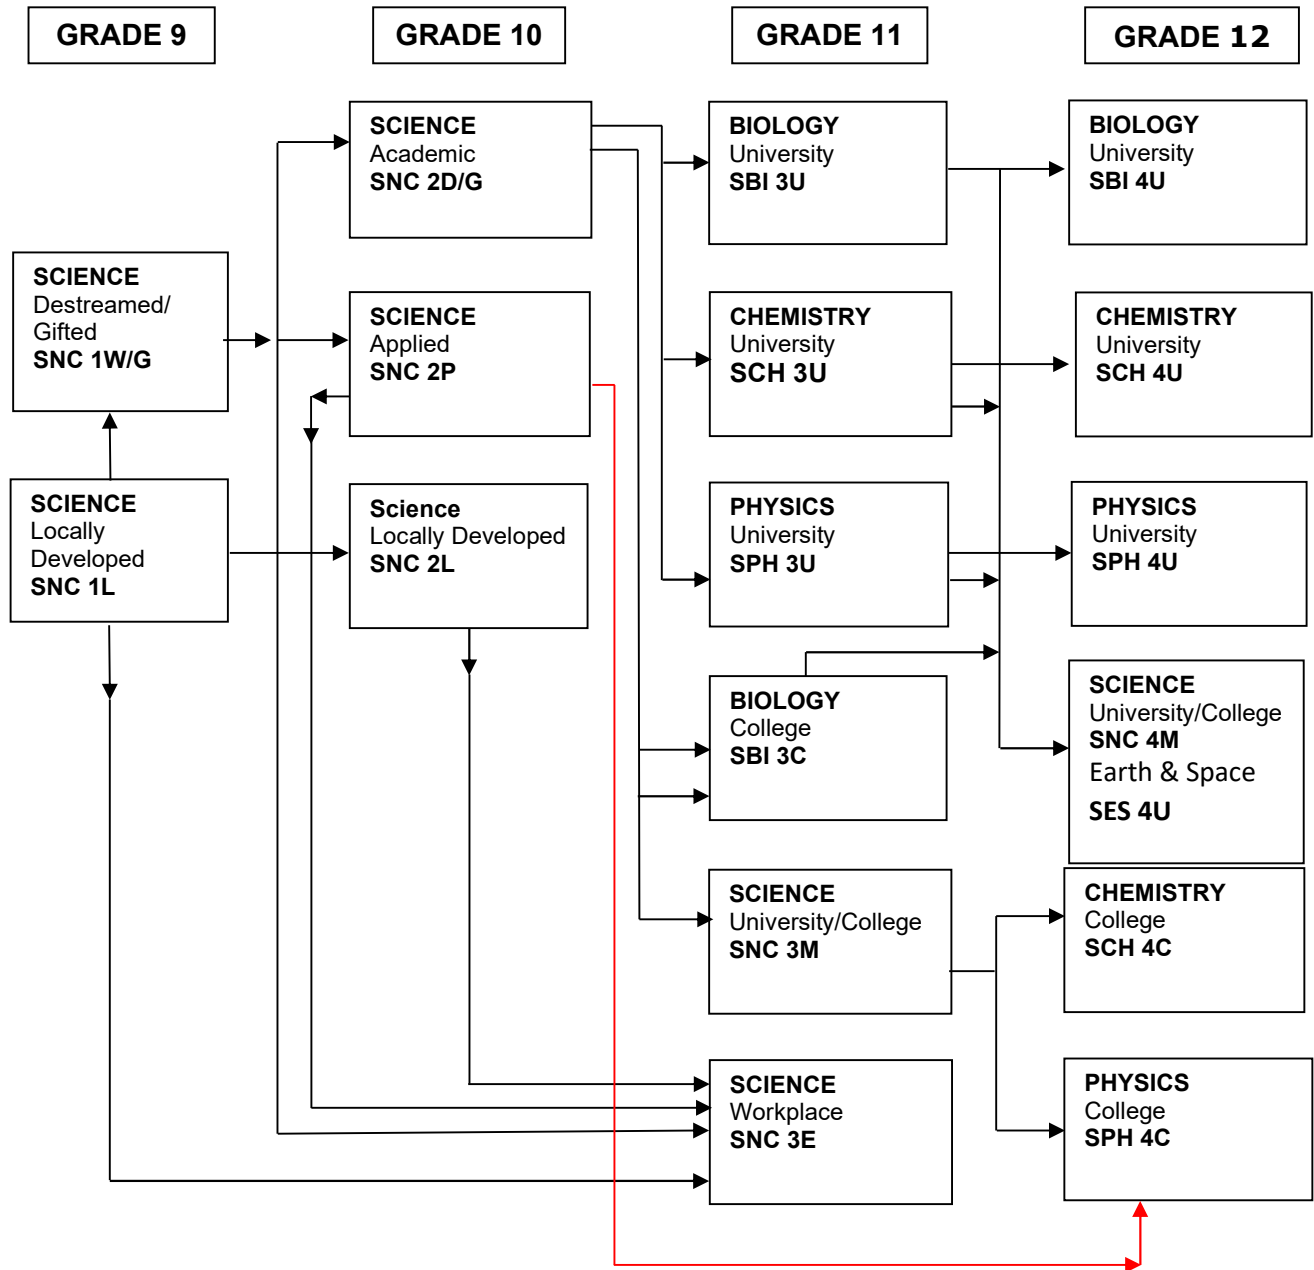 GRADE 9
GRADE 10
GRADE 11
GRADE 12
SCIENCE
Destreamed/
Gifted
SNC 1W/G
SCIENCE
Locally
Developed
SNC 1L
SCIENCE
Academic
SNC 2D/G
SCIENCE
Applied
SNC 2P
Science
Locally Developed
SNC 2L
BIOLOGY
University
SBI 3U
CHEMISTRY
University
SCH 3U
PHYSICS
University
SPH 3U
BIOLOGY
College
SBI 3C
SCIENCE
University/College
SNC 3M
SCIENCE
Workplace
SNC 3E
BIOLOGY
University
SBI 4U
CHEMISTRY
University
SCH 4U
PHYSICS
University
SPH 4U
SCIENCE
University/College
SNC 4M
Earth & Space
SES 4U
CHEMISTRY
College
SCH 4C
PHYSICS
College
SPH 4C